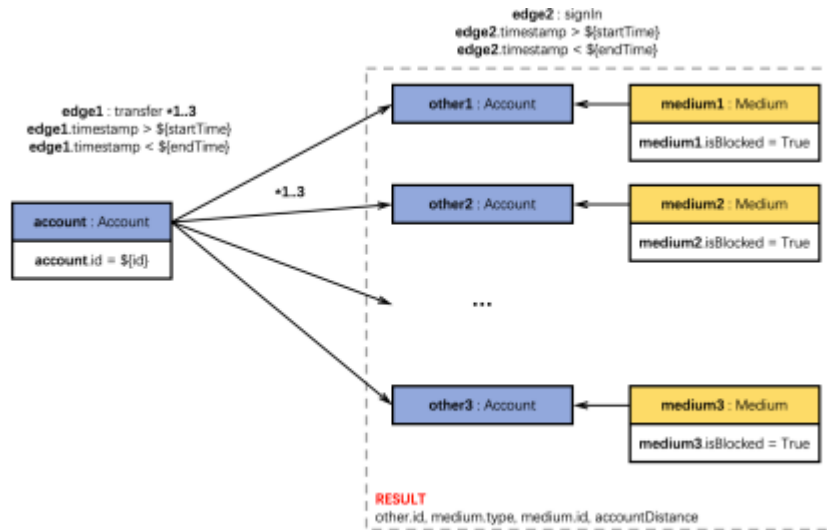 edge2 : signIn
edge2.timestamp > ${startTime}
edge2.timestamp < ${endTime}
edge1 : transfer *1..3
edge1.timestamp > ${startTime}
edge1.timestamp < ${endTime}
other1 : Account
medium1 : Medium
medium1.isBlocked = True
*1..3
other2 : Account
medium2 : Medium
medium2.isBlocked = True
account : Account
account.id = ${id}
...
other3 : Account
medium3 : Medium
medium3.isBlocked = True
RESULT
other.id, medium.type, medium.id, accountDistance